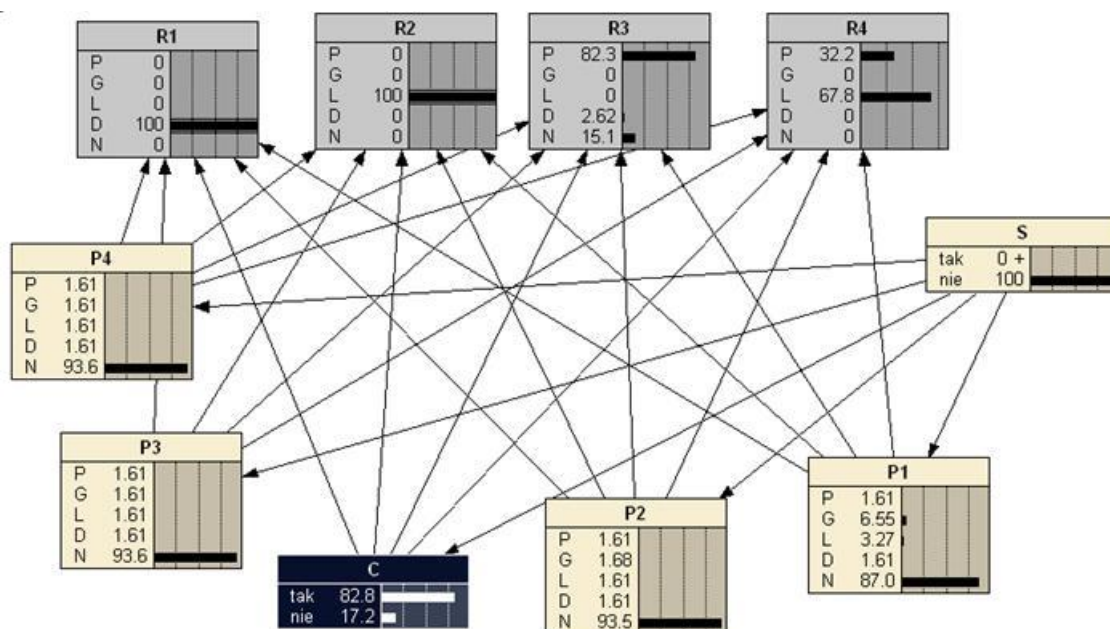 R1
P 0
G 0
L 0
D 100
N 0
R2
P 0
G 0
L 100
D 0
N 0
R3
P 82.3
G 0
L 0
D 2.62
N 15.1
R4
P 32.2
G 0
L 67.8
D 0
N 0
S
tak 0 +
nie 100
P4
P 1.61
G 1.61
L 1.61
D 1.61
N 93.6
P3
P 1.61
G 1.61
L 1.61
D 1.61
N 93.6
P1
P 1.61
G 6.55
L 3.27
D 1.61
N 87.0
P2
P 1.61
G 1.68
L 1.61
D 1.61
N 93.5
C
tak 82.8
nie 17.2